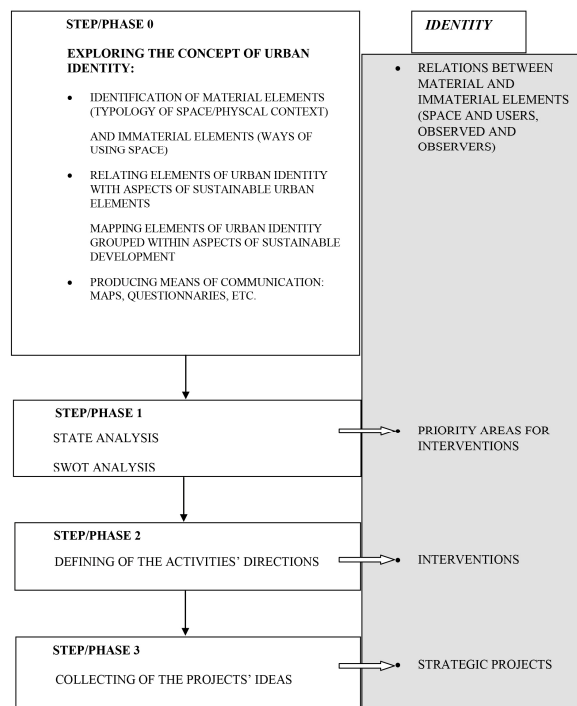 STEP/PHASE 0
EXPLORING THE CONCEPT OF URBAN
IDENTITY:
• IDENTIFICATION OF MATERIAL ELEMENTS
(TYPOLOGY OF SPACE/PHYSCAL CONTEXT)
AND IMMATERIAL ELEMENTS (WAYS OF
USING SPACE)
• RELATING ELEMENTS OF URBAN IDENTITY
WITH ASPECTS OF SUSTAINABLE URBAN
ELEMENTS
MAPPING ELEMENTS OF URBAN IDENTITY
GROUPED WITHIN ASPECTS OF SUSTAINABLE
DEVELOPMENT
• PRODUCING MEANS OF COMMUNICATION:
MAPS, QUESTIONNARIES, ETC.
IDENTITY
• RELATIONS BETWEEN
MATERIAL AND
IMMATERIAL ELEMENTS
(SPACE AND USERS,
OBSERVED AND
OBSERVERS)
STEP/PHASE 1
STATE ANALYSIS
SWOT ANALYSIS
• PRIORITY AREAS FOR
INTERVENTIONS
STEP/PHASE 2
DEFINING OF THE ACTIVITIES' DIRECTIONS
• INTERVENTIONS
STEP/PHASE 3
COLLECTING OF THE PROJECTS' IDEAS
• STRATEGIC PROJECTS